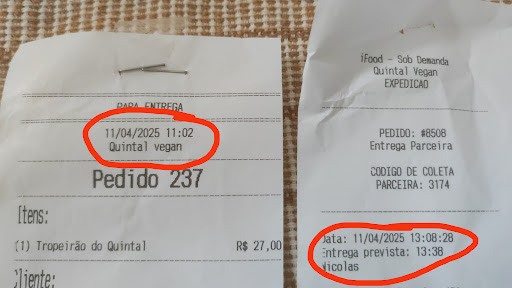 PARA ENTREGA
11/04/2025 11:02
Quintal vegan
Pedido 237
Itens:
(1) Tropeirão do Quintal R$ 27,00
Cliente:
iFood - Sob Demanda
Quintal Vegan
EXPEDICAO
PEDIDO: #8508
Entrega Parceira
CODIGO DE COLETA
PARCEIRA: 3174
Data: 11/04/2025 13:08:28
Entrega prevista: 13:38
Nicolas